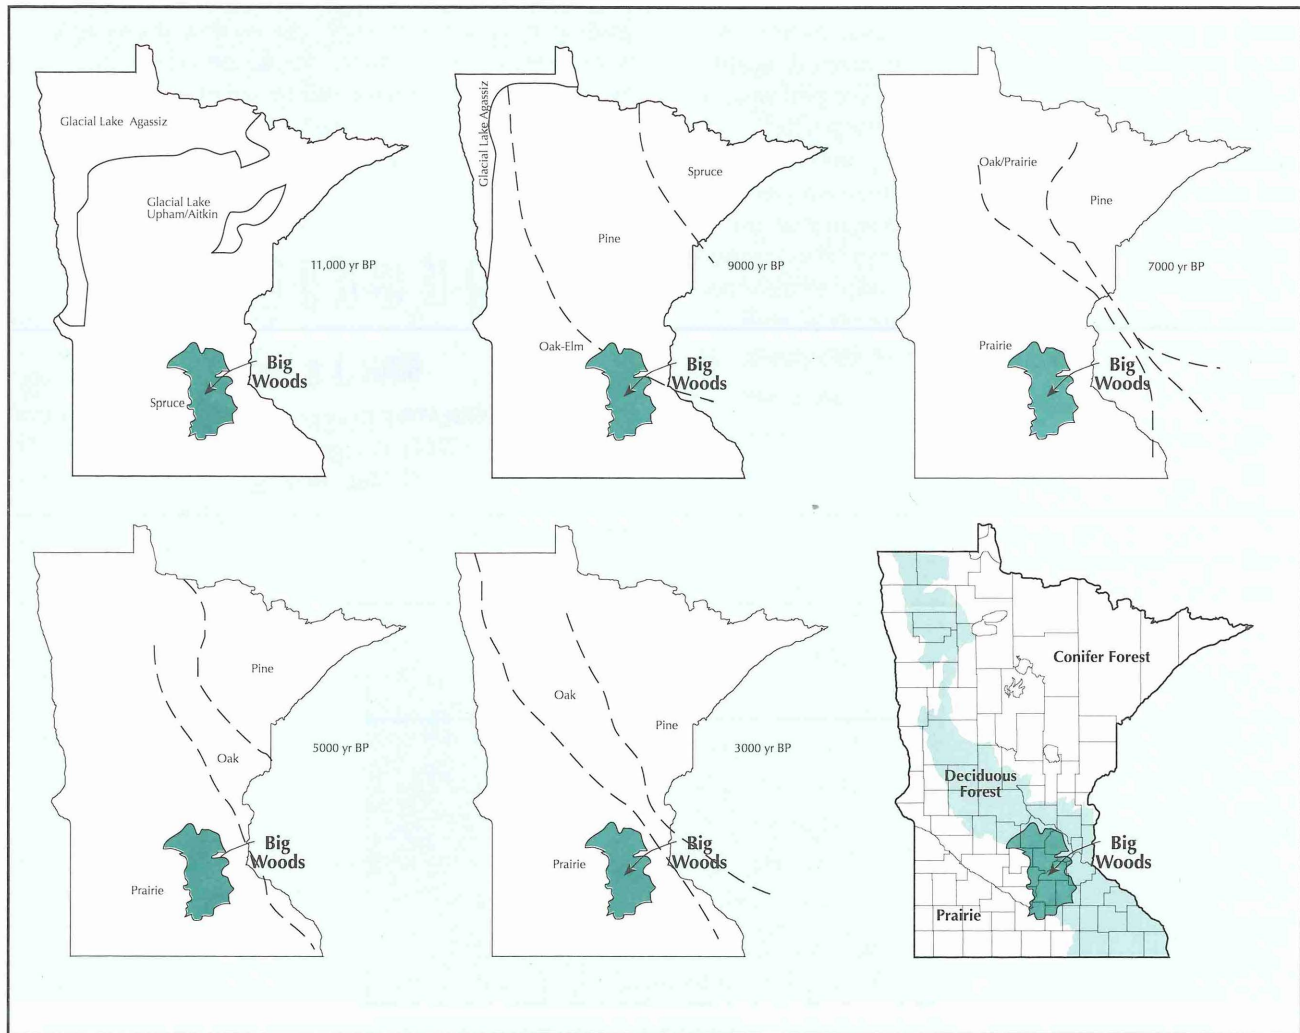 Glacial Lake Agassiz
Glacial Lake
Upham/Aitkin
11,000 yr BP
Big
Woods
Spruce
Glacial Lake Agassiz
Spruce
Pine
9000 yr BP
Oak-Elm
Big
Woods
Oak/Prairie
Pine
7000 yr BP
Prairie
Big
Woods
Pine
5000 yr BP
Oak
Big
Woods
Prairie
Oak
Pine
3000 yr BP
Big
Woods
Prairie
Conifer Forest
Deciduous
Forest
Big
Woods
Prairie